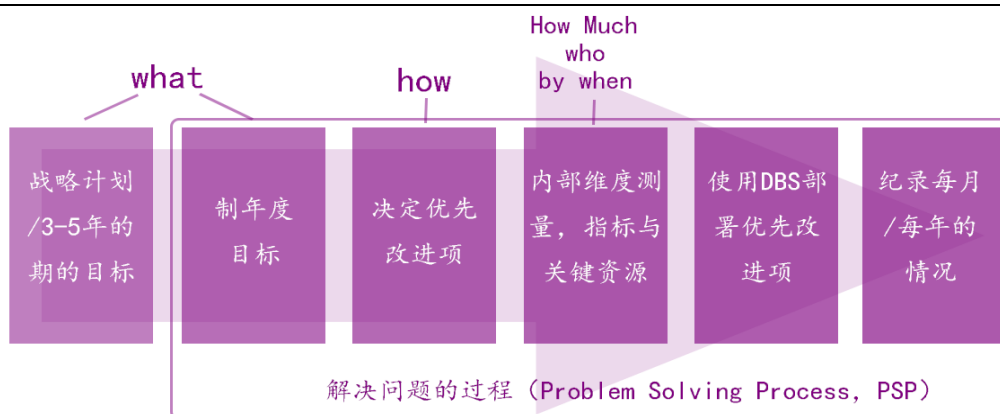 How Much
who
by when
what
how
战略计划
/3-5年的
期的目标
制年度
目标
决定优先
改进项
内部维度测
量，指标与
关键资源
使用DBS部
署优先改
进项
纪录每月
/每年的
情况
解决问题的过程（Problem Solving Process, PSP）